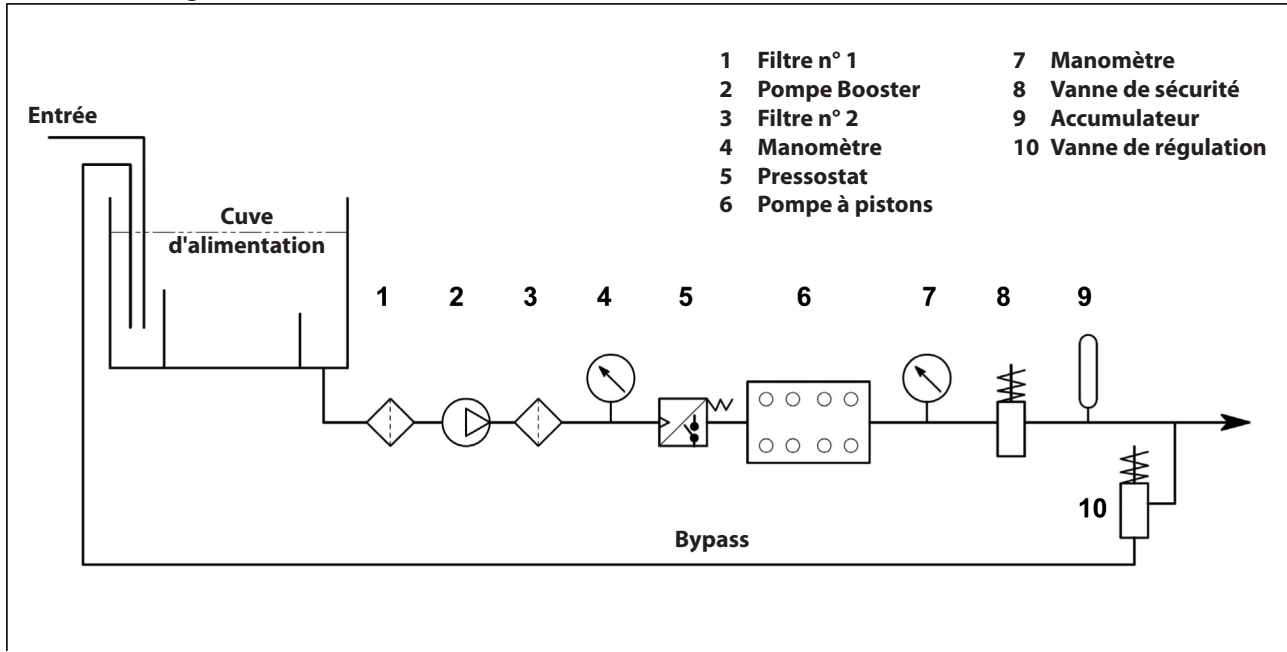 1 Filtre n° 1
2 Pompe Booster
3 Filtre n° 2
4 Manomètre
5 Pressostat
6 Pompe à pistons
7 Manomètre
8 Vanne de sécurité
9 Accumulateur
10 Vanne de régulation
Entrée
Cuve
d'alimentation
1 2 3 4 5 6 7 8 9
10
Bypass